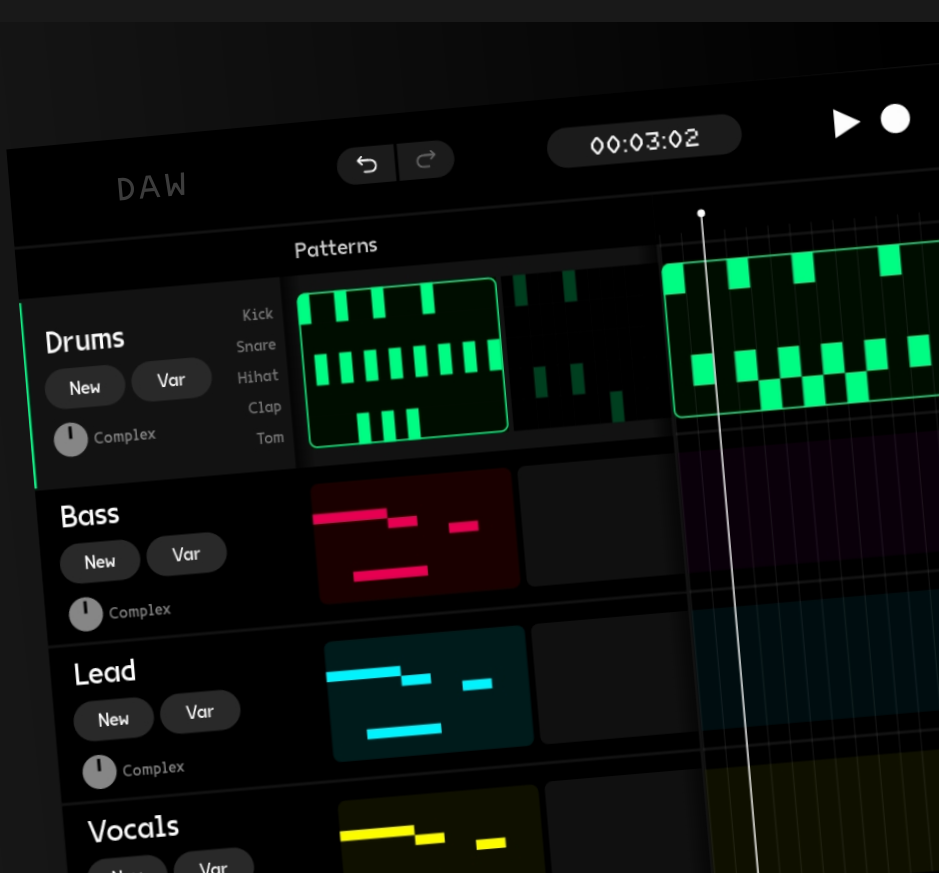 DAW
00:03:02
Patterns
Drums
New
Var
Complex
Kick
Snare
Hihat
Clap
Tom
Bass
New
Var
Complex
Lead
New
Var
Complex
Vocals
New
Var